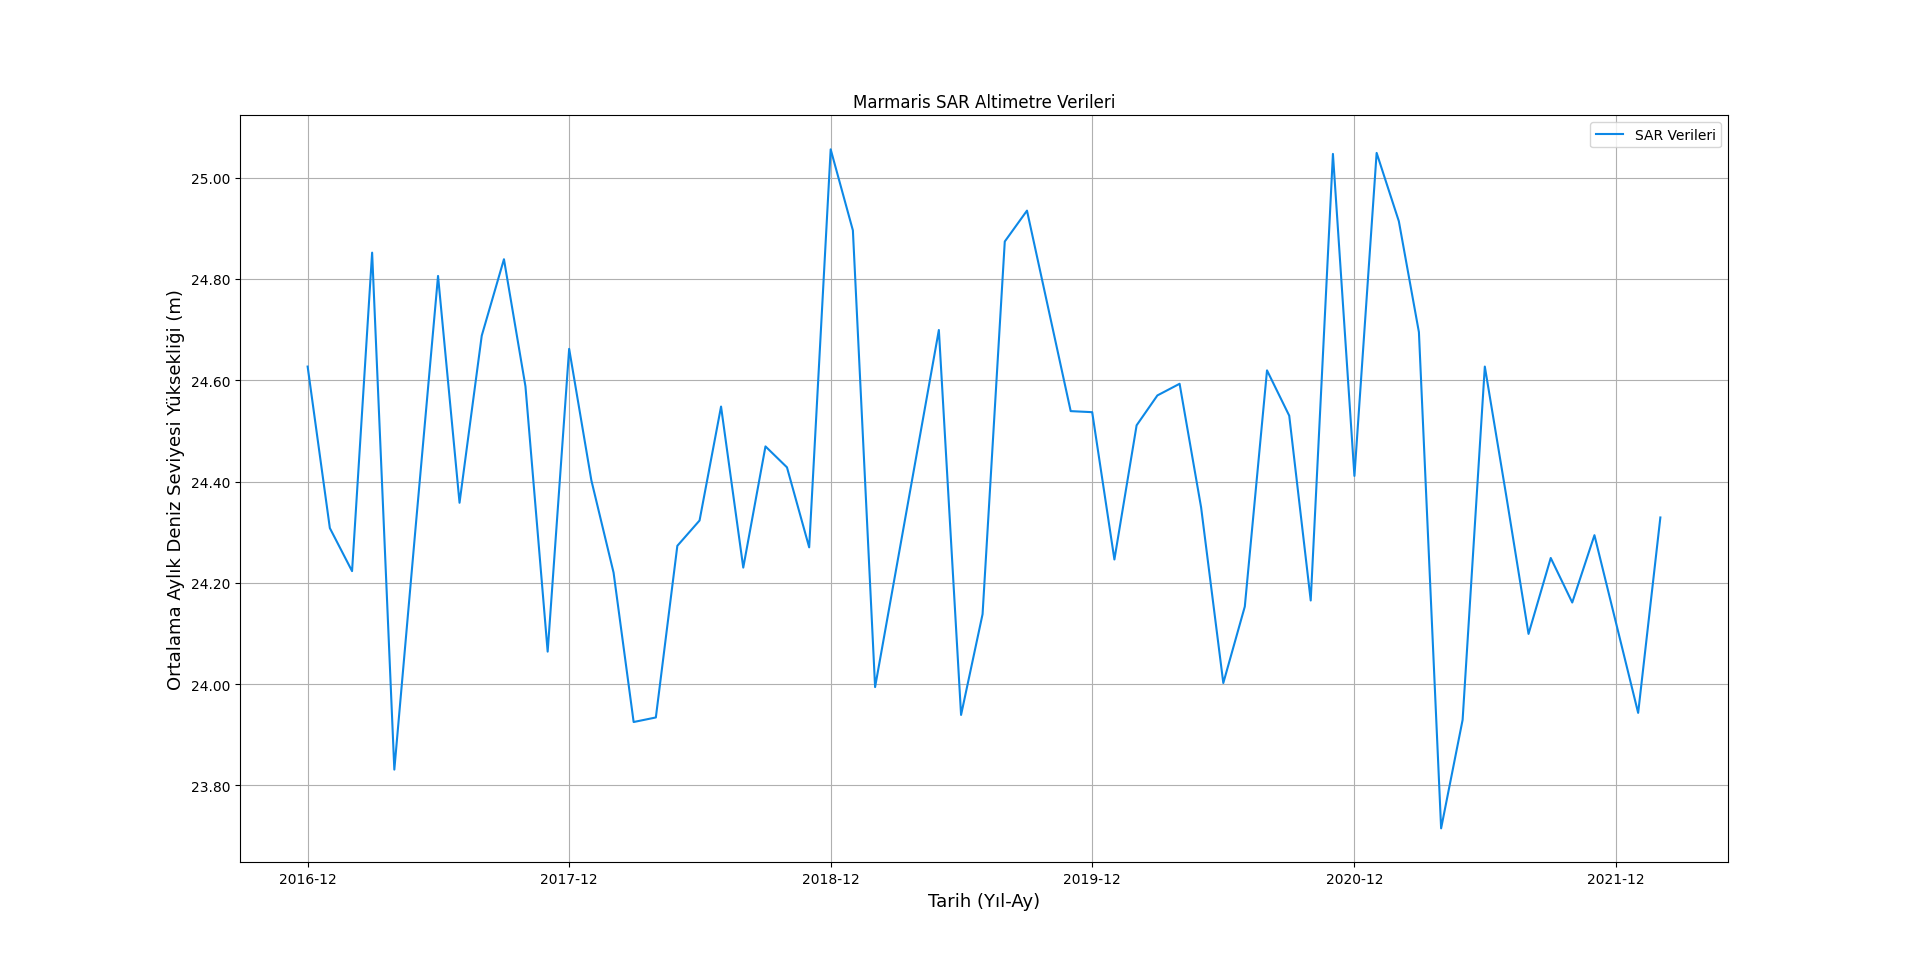 Marmaris SAR Altimetre Verileri
SAR Verileri
Ortalama Aylık Deniz Seviyesi Yüksekliği (m)
25.00
24.80
24.60
24.40
24.20
24.00
23.80
2016-12 2017-12 2018-12 2019-12 2020-12 2021-12
Tarih (Yıl-Ay)